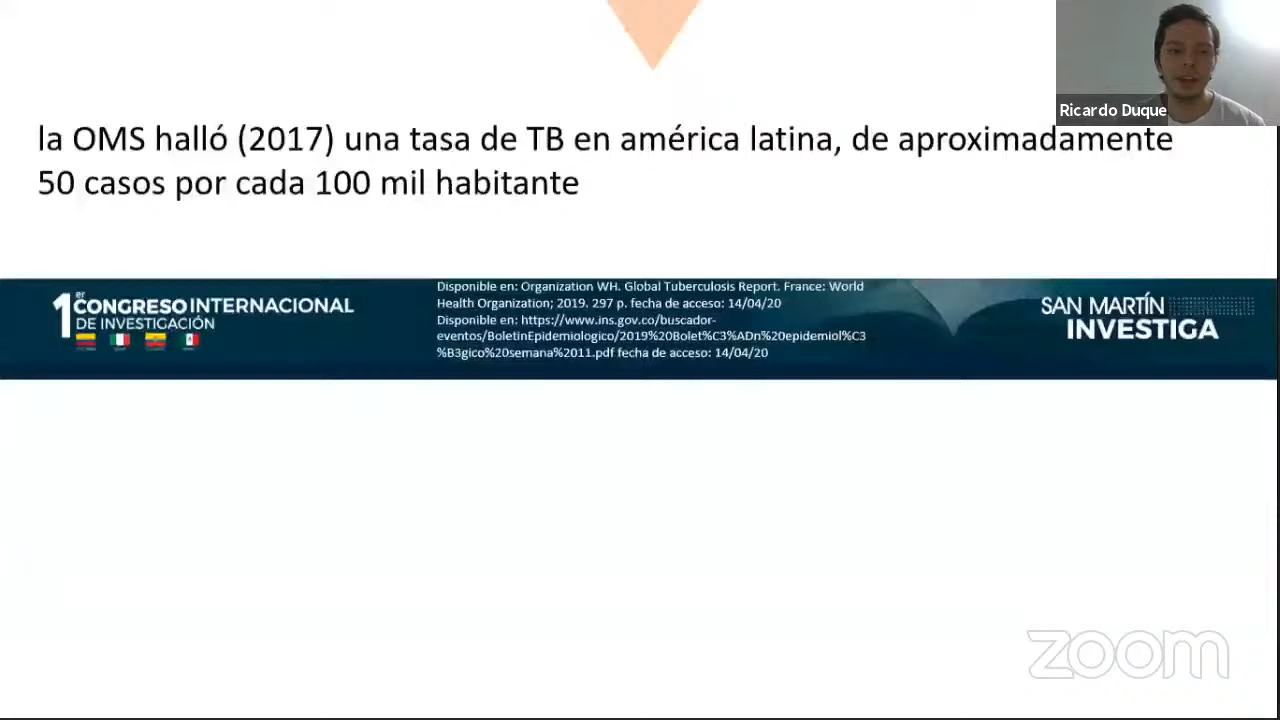 Ricardo Duque
la OMS halló (2017) una tasa de TB en américa latina, de aproximadamente
50 casos por cada 100 mil habitante
1er CONGRESO INTERNACIONAL
DE INVESTIGACIÓN
Disponible en: Organization WH. Global Tuberculosis Report. France: World
Health Organization; 2019. 297 p. fecha de acceso: 14/04/20
Disponible en: https://www.ins.gov.co/buscador-
eventos/BoletinEpidemiologico/2019%20Bolet%C3%ADn%20epidemiol%C3
%B3gico%20semana%2011.pdf fecha de acceso: 14/04/20
SAN MARTÍN
INVESTIGA
zoom